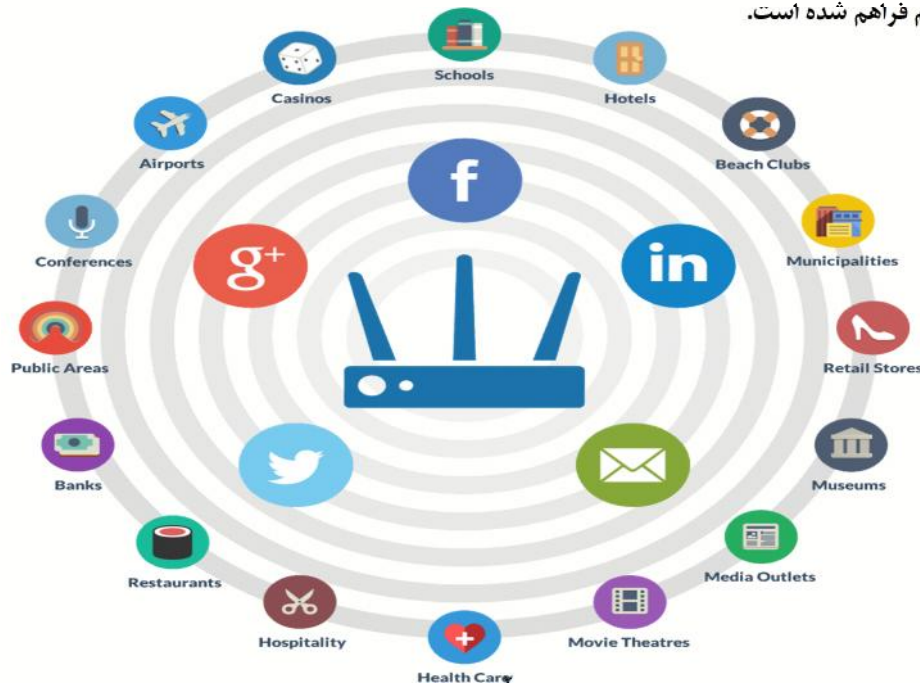 م فراهم شده است.
Schools
Casinos
Hotels
Airports
Beach Clubs
f
Conferences
g+
in
Municipalities
Public Areas
Retail Stores
Banks
Museums
Restaurants
Media Outlets
Hospitality
Movie Theatres
Health Care